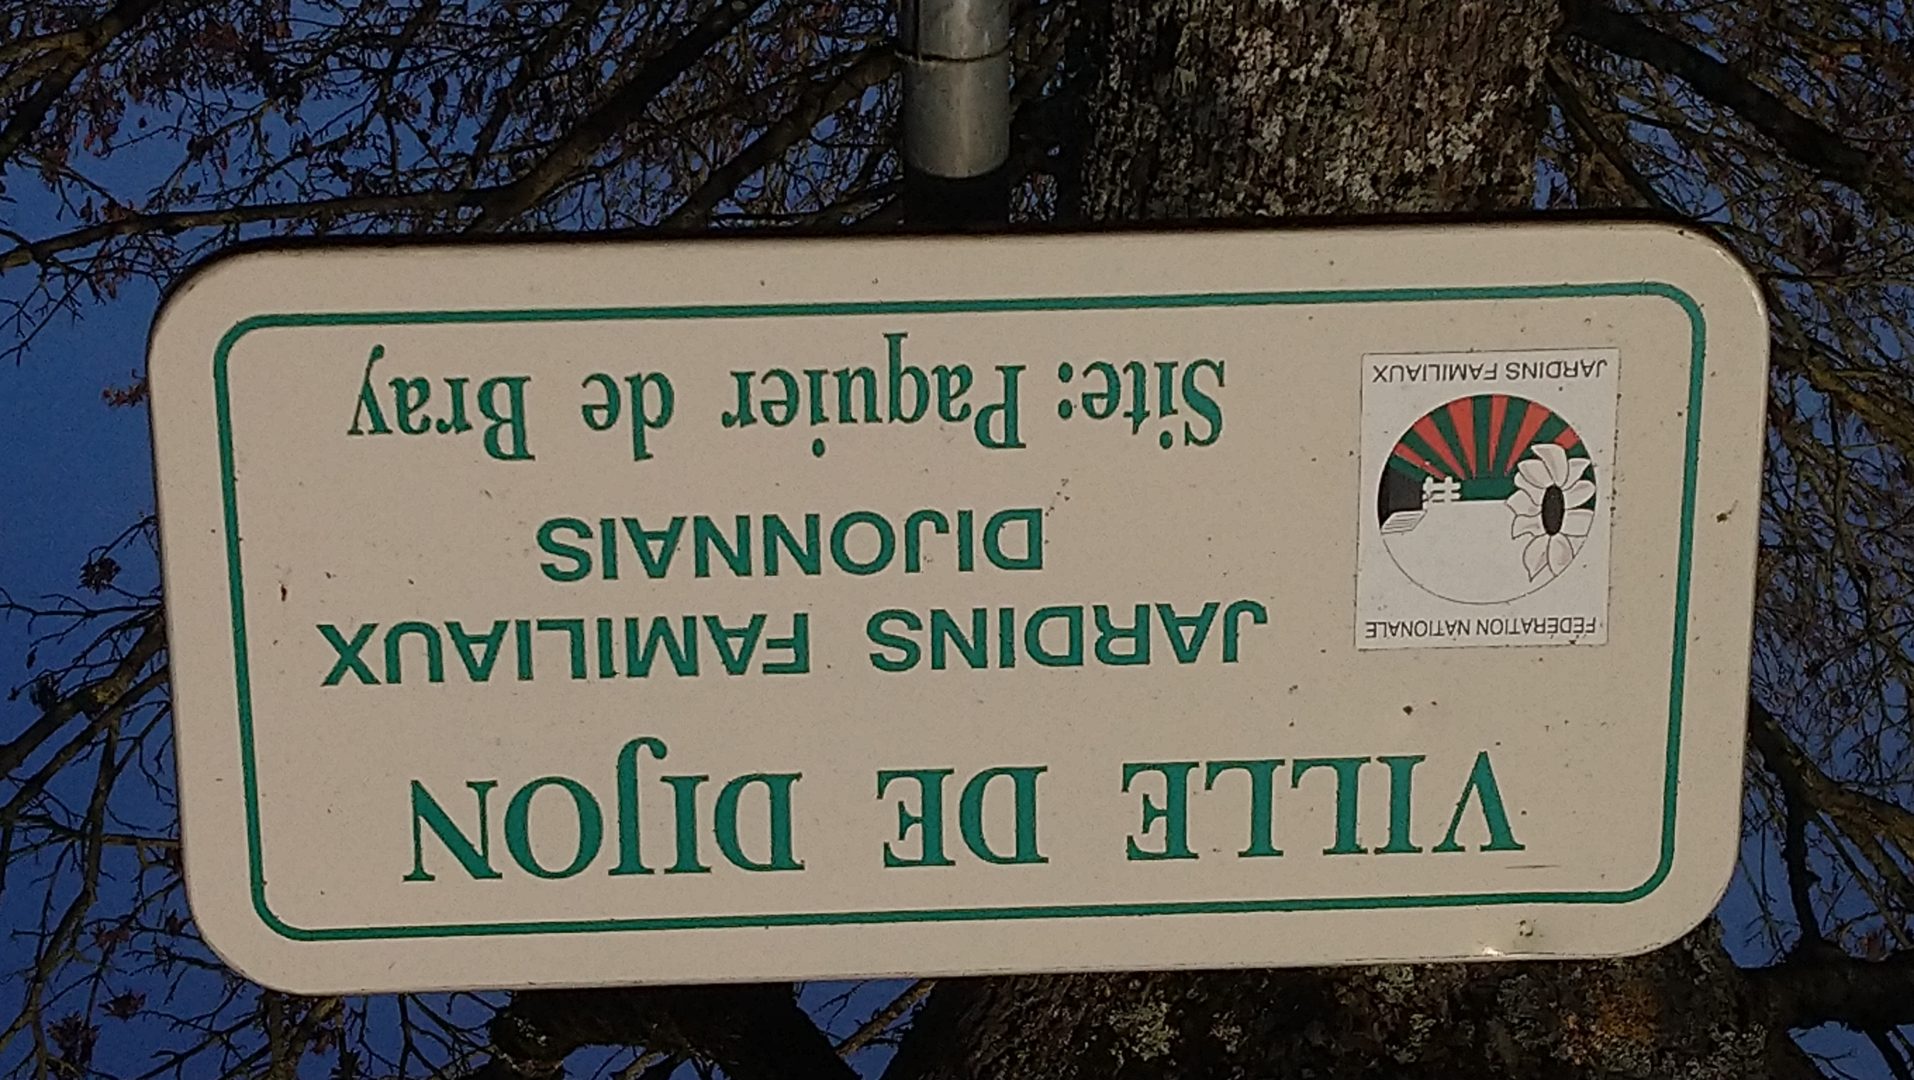 VILLE DE DIJON
JARDINS FAMILIAUX
DIJONNAIS
Site: Paquier de Bray
FÉDÉRATION NATIONALE
JARDINS FAMILIAUX